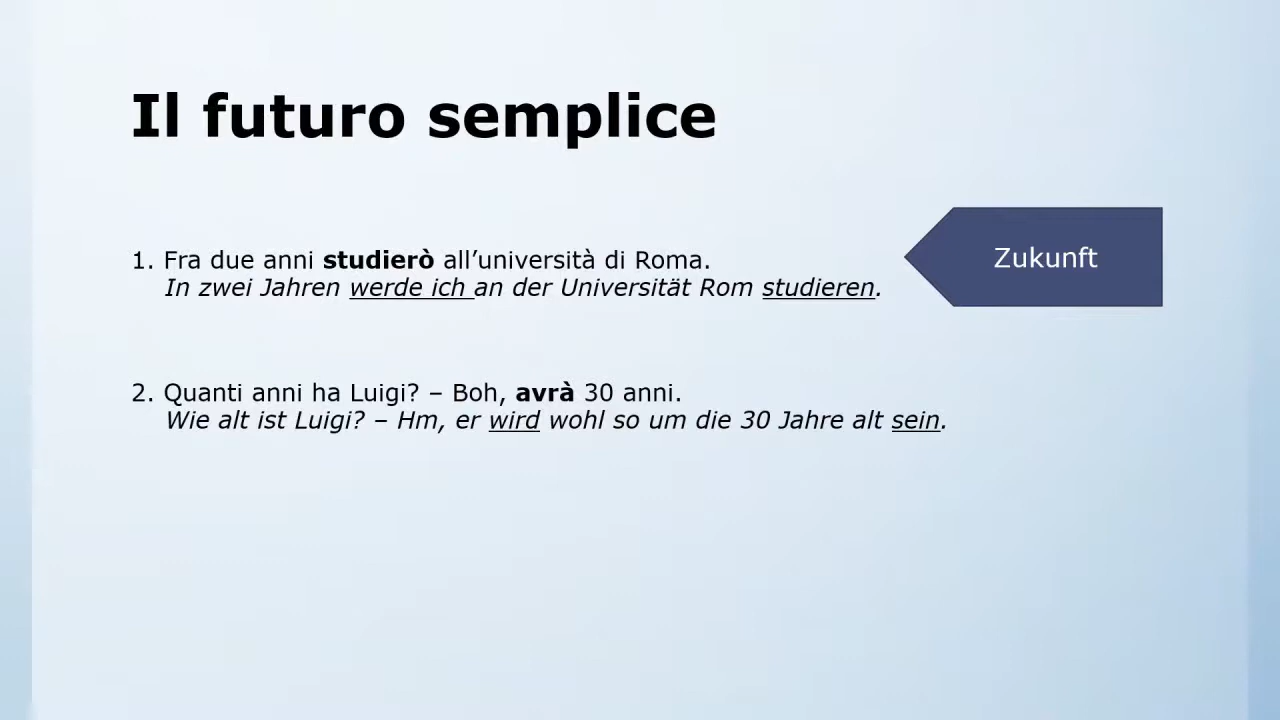 Il futuro semplice
1. Fra due anni studierò all’università di Roma.
In zwei Jahren werde ich an der Universität Rom studieren.
Zukunft
2. Quanti anni ha Luigi? – Boh, avrà 30 anni.
Wie alt ist Luigi? – Hm, er wird wohl so um die 30 Jahre alt sein.